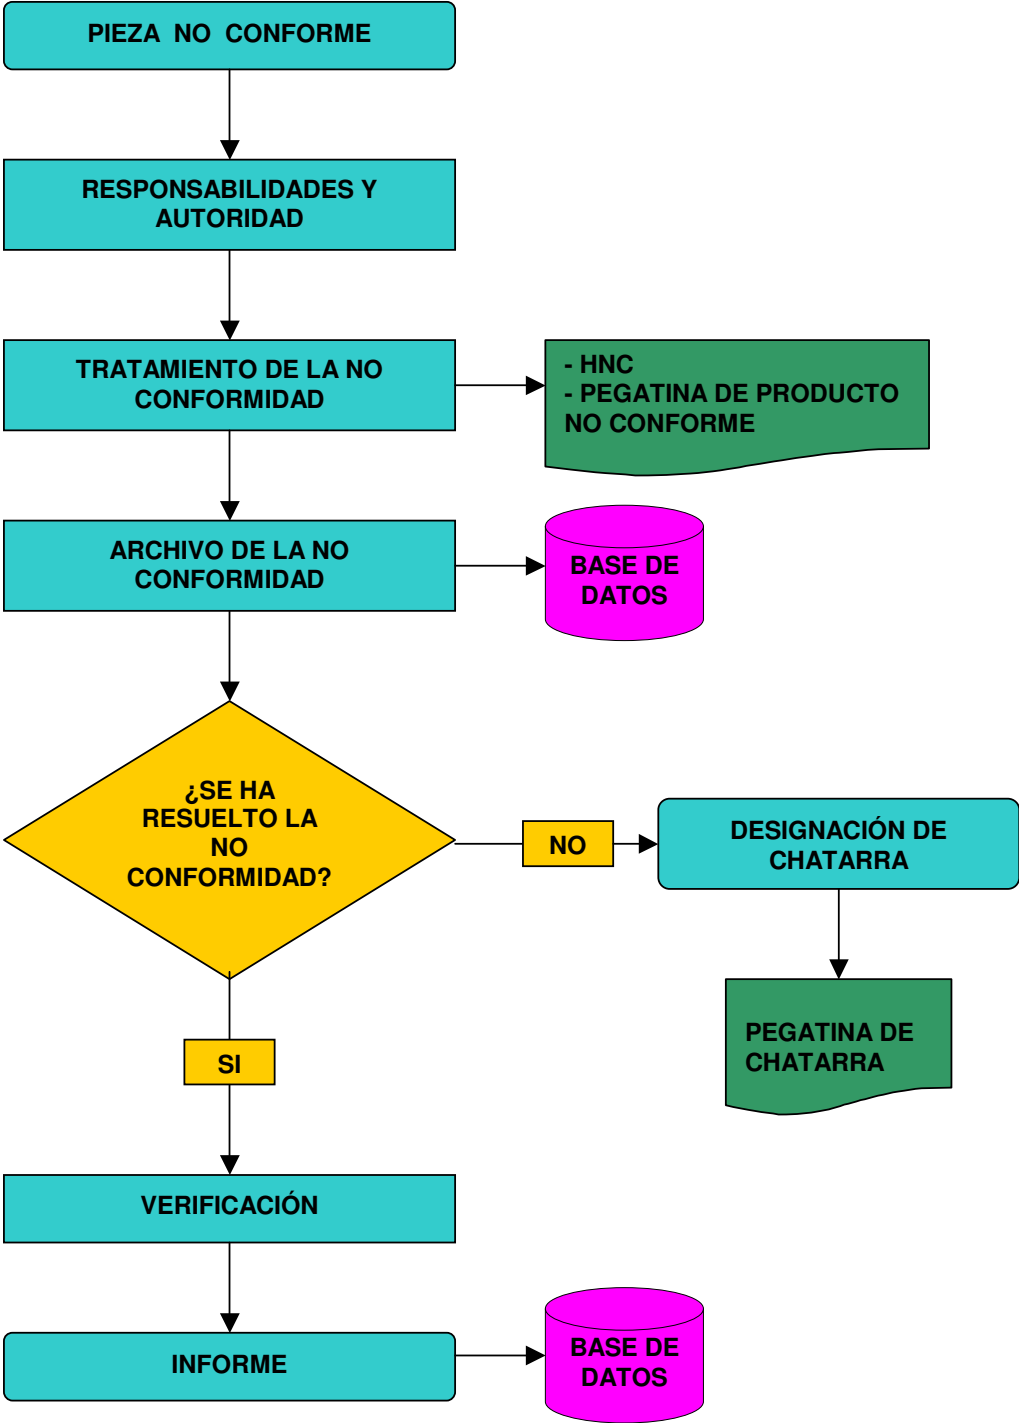 PIEZA NO CONFORME
RESPONSABILIDADES Y
AUTORIDAD
TRATAMIENTO DE LA NO
CONFORMIDAD
- HNC
- PEGATINA DE PRODUCTO
NO CONFORME
ARCHIVO DE LA NO
CONFORMIDAD
BASE DE
DATOS
¿SE HA
RESUELTO LA
NO
CONFORMIDAD?
NO
DESIGNACIÓN DE
CHATARRA
PEGATINA DE
CHATARRA
SI
VERIFICACIÓN
INFORME
BASE DE
DATOS